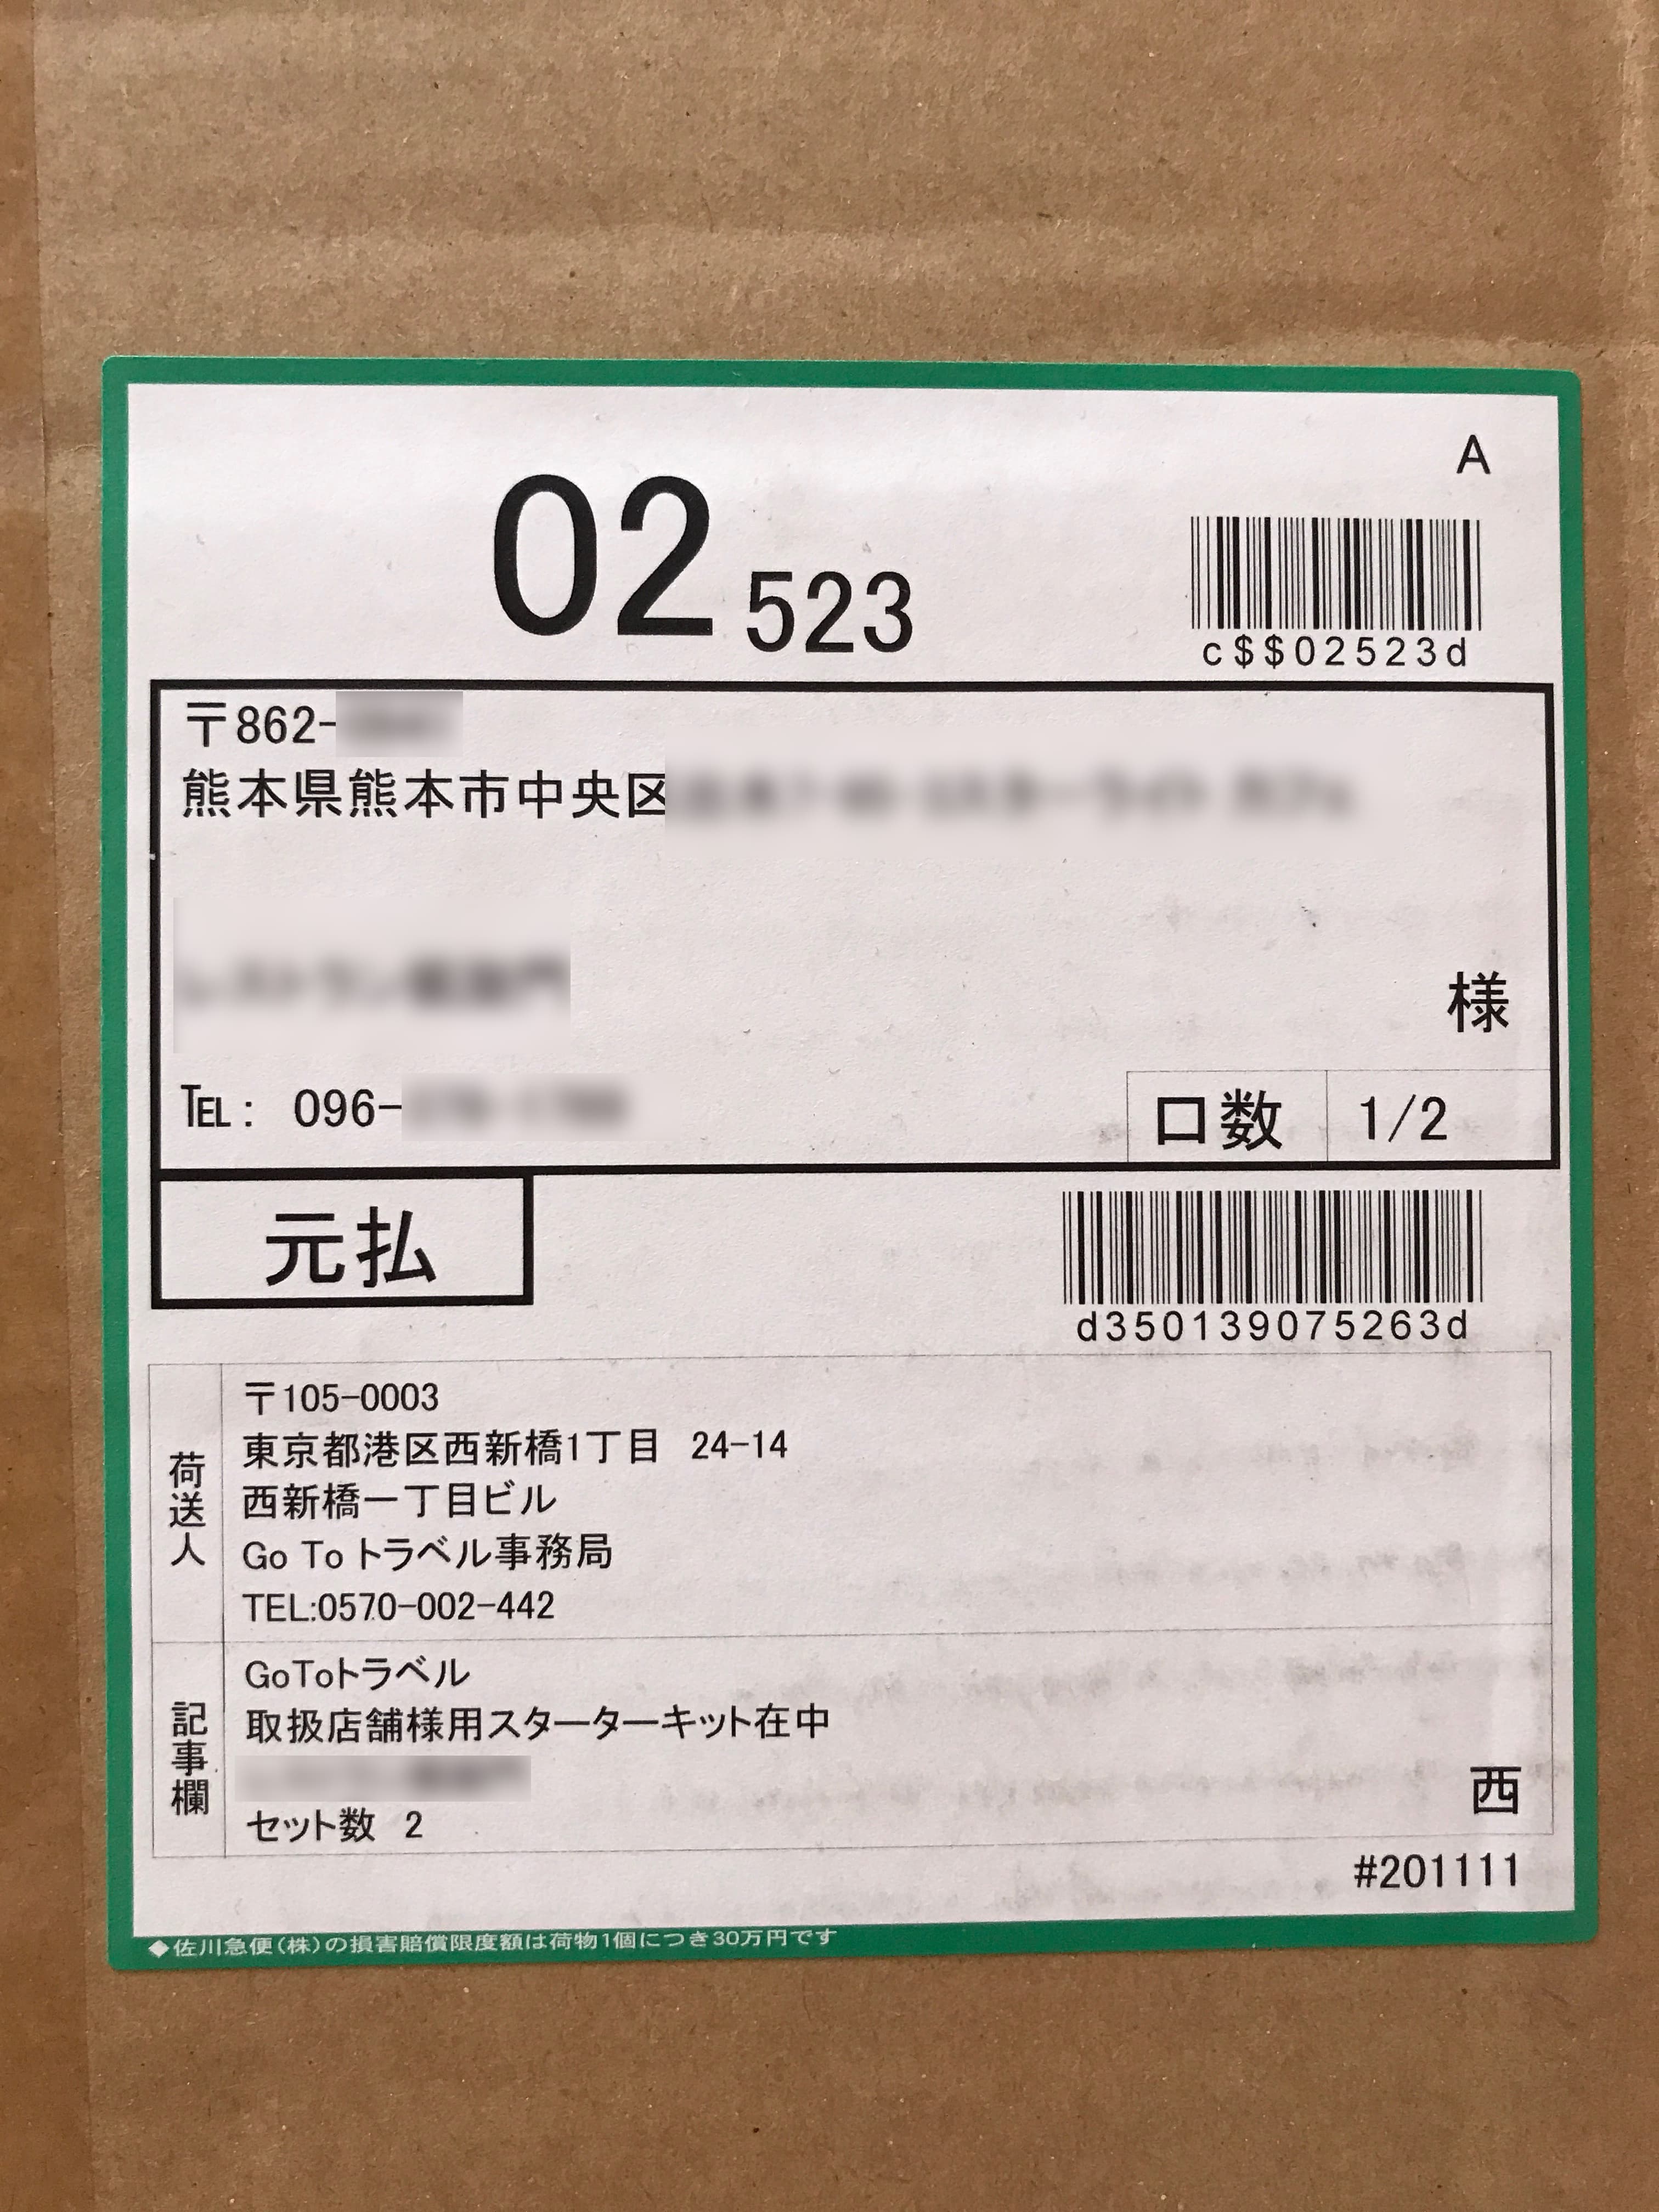 A
02 523
c$$02523d
〒862-
熊本県熊本市中央区
様
TEL: 096-
口数 1/2
元払
d350139075263d
荷送人
〒105-0003
東京都港区西新橋1丁目 24-14
西新橋一丁目ビル
Go To トラベル事務局
TEL:0570-002-442
記事欄
GoToトラベル
取扱店舗様用スターターキット在中
セット数 2
西
#201111
◆佐川急便(株)の損害賠償限度額は荷物1個につき30万円です